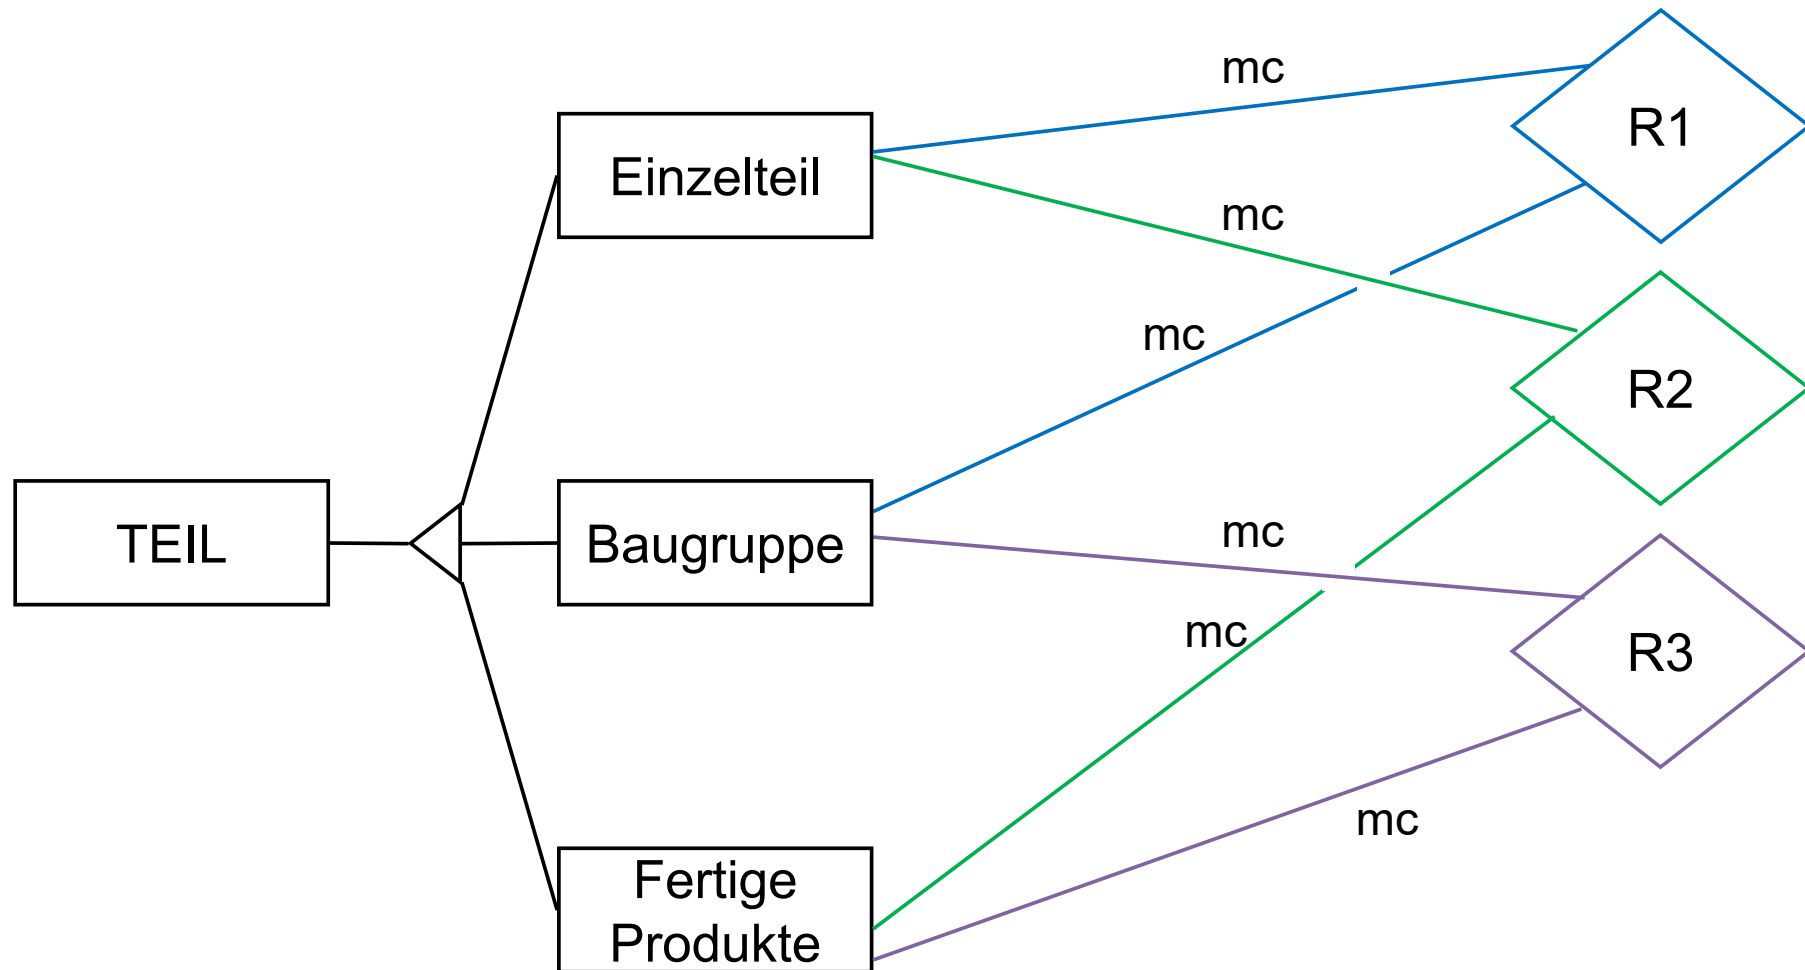 mc
R1
Einzelteil
mc
mc
R2
TEIL
Baugruppe
mc
mc
R3
mc
Fertige
Produkte